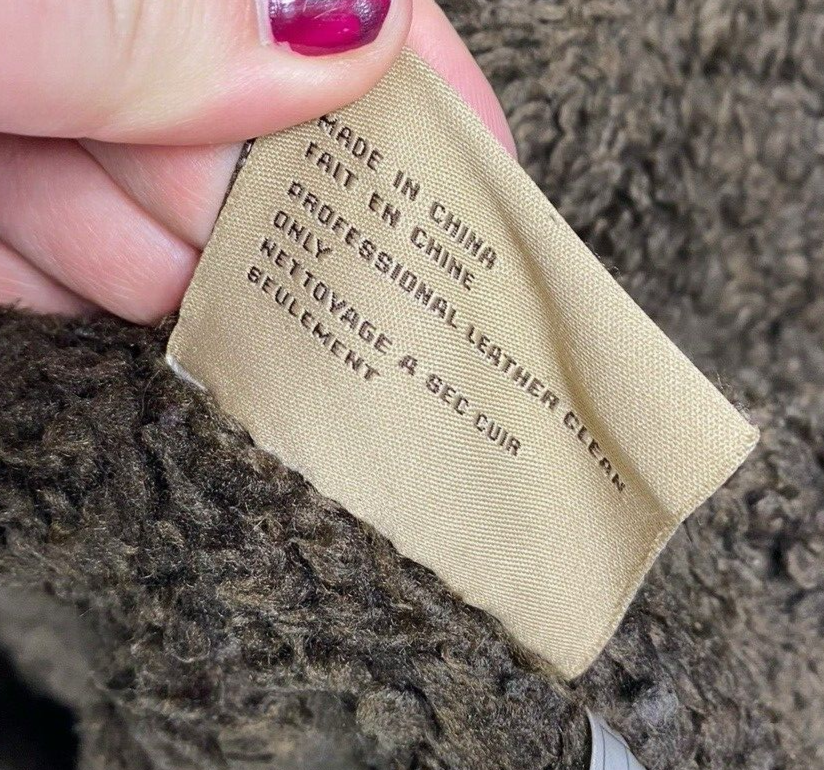 MADE IN CHINA
FAIT EN CHINE
PROFESSIONAL LEATHER CLEAN
ONLY
NETTOYAGE A SEC CUIR
SEULEMENT